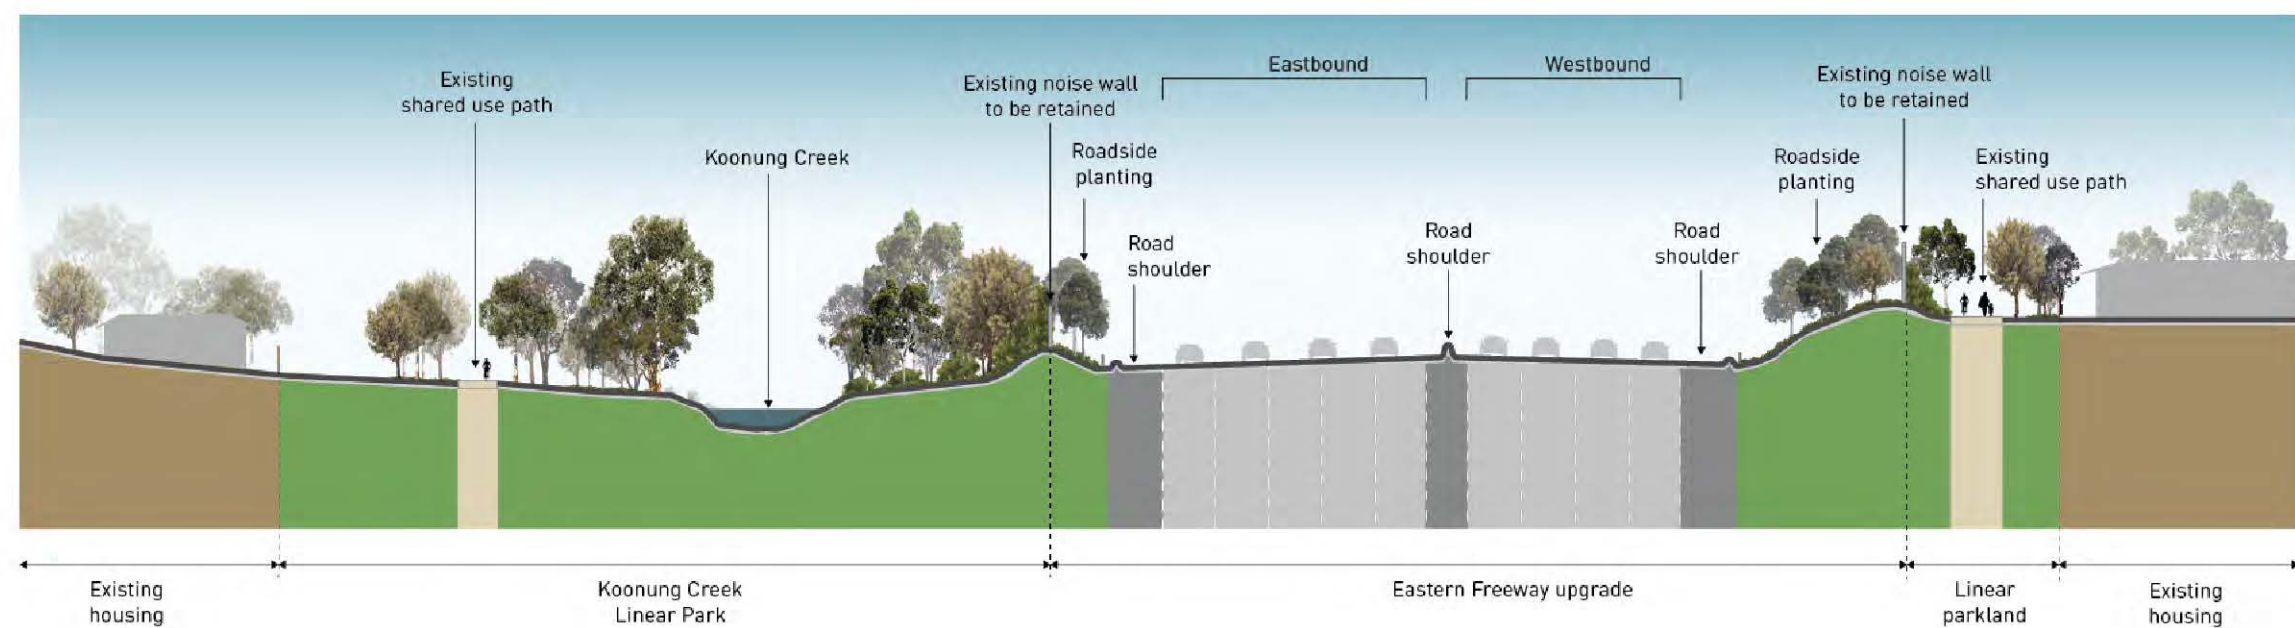 Existing
shared use path
Koonung Creek
Existing noise wall
to be retained
Roadside
planting
Road
shoulder
Eastbound
Road
shoulder
Westbound
Road
shoulder
Roadside
planting
Existing noise wall
to be retained
Existing
shared use path
Existing
housing
Koonung Creek
Linear Park
Eastern Freeway upgrade
Linear
parkland
Existing
housing